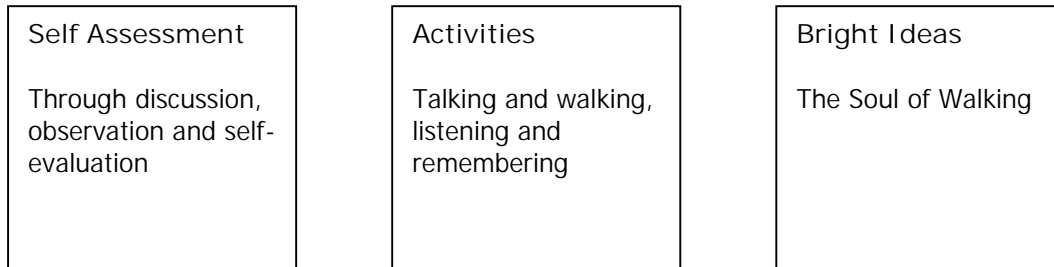 Self Assessment
Through discussion,
observation and self-
evaluation
Activities
Talking and walking,
listening and
remembering
Bright Ideas
The Soul of Walking